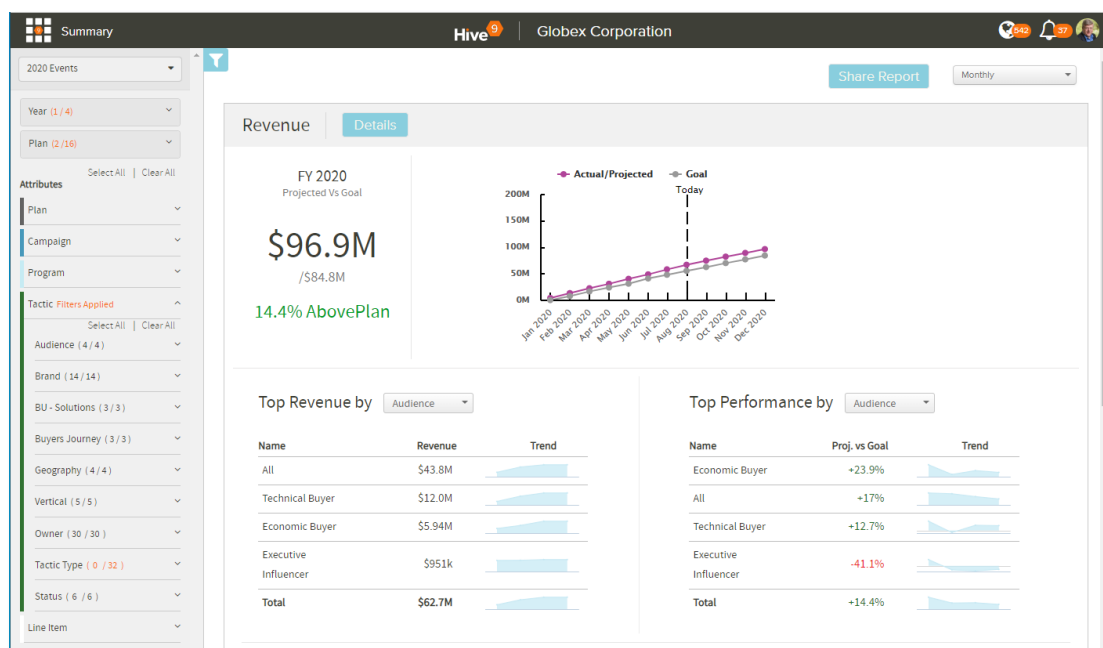 Summary
Hive9
Globex Corporation
542
37
2020 Events
Share Report
Monthly
Year (1 / 4)
Plan (2 /16)
Select All | Clear All
Attributes
Plan
Campaign
Program
Tactic Filters Applied
Select All | Clear All
Audience ( 4 / 4 )
Brand ( 14 / 14 )
BU - Solutions ( 3 / 3 )
Buyers Journey ( 3 / 3 )
Geography ( 4 / 4 )
Vertical ( 5 / 5 )
Owner ( 30 / 30 )
Tactic Type ( 0 / 32 )
Status ( 6 / 6 )
Line Item
Revenue
Details
FY 2020
Projected Vs Goal
$96.9M
/$84.8M
14.4% AbovePlan
Actual/Projected
Goal
Today
200M
150M
100M
50M
0M
Jan 2020
Feb 2020
Mar 2020
Apr 2020
May 2020
Jun 2020
Jul 2020
Aug 2020
Sep 2020
Oct 2020
Nov 2020
Dec 2020
Top Revenue by Audience
Name Revenue Trend
All $43.8M
Technical Buyer $12.0M
Economic Buyer $5.94M
Executive
Influencer $951k
Total $62.7M
Top Performance by Audience
Name Proj. vs Goal Trend
Economic Buyer +23.9%
All +17%
Technical Buyer +12.7%
Executive
Influencer -41.1%
Total +14.4%